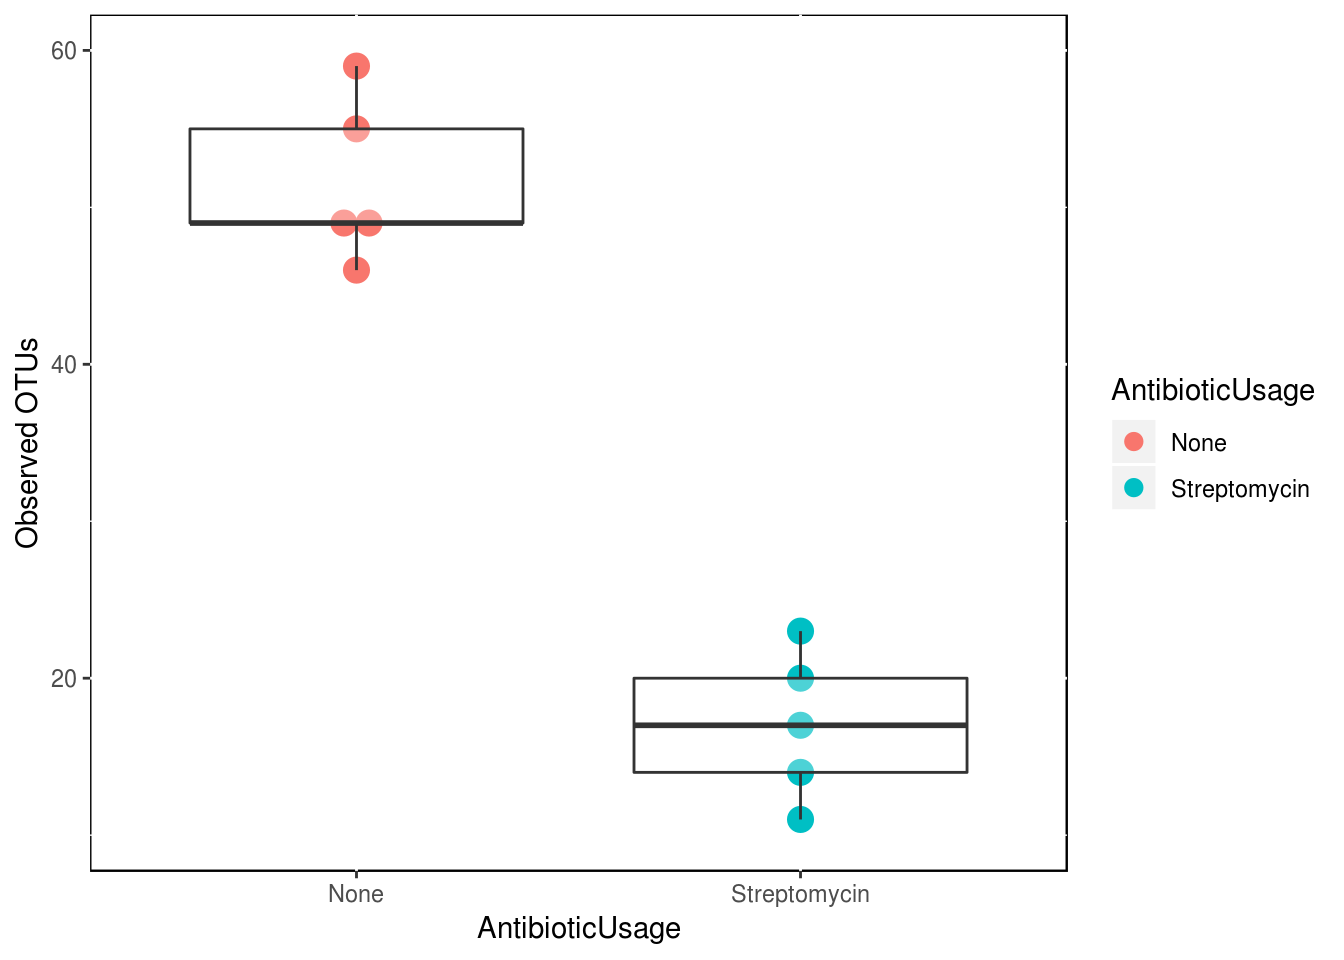 60
40
20
Observed OTUs
None
Streptomycin
AntibioticUsage
AntibioticUsage
None
Streptomycin